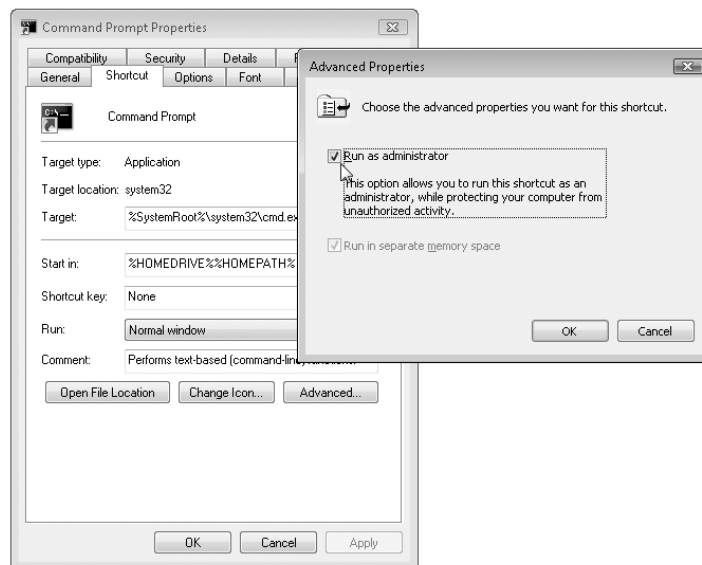 Command Prompt Properties
Compatibility Security Details
General Shortcut Options Font
Command Prompt
Target type: Application
Target location: system32
Target: %SystemRoot%\system32\cmd.ex
Start in: %HOMEDRIVE%%HOMEPATH%
Shortcut key: None
Run: Normal window
Comment: Performs text-based (command-line) functions.
Open File Location Change Icon... Advanced...
OK Cancel Apply
Advanced Properties
Choose the advanced properties you want for this shortcut.
Run as administrator
This option allows you to run this shortcut as an
administrator, while protecting your computer from
unauthorized activity.
Run in separate memory space
OK Cancel